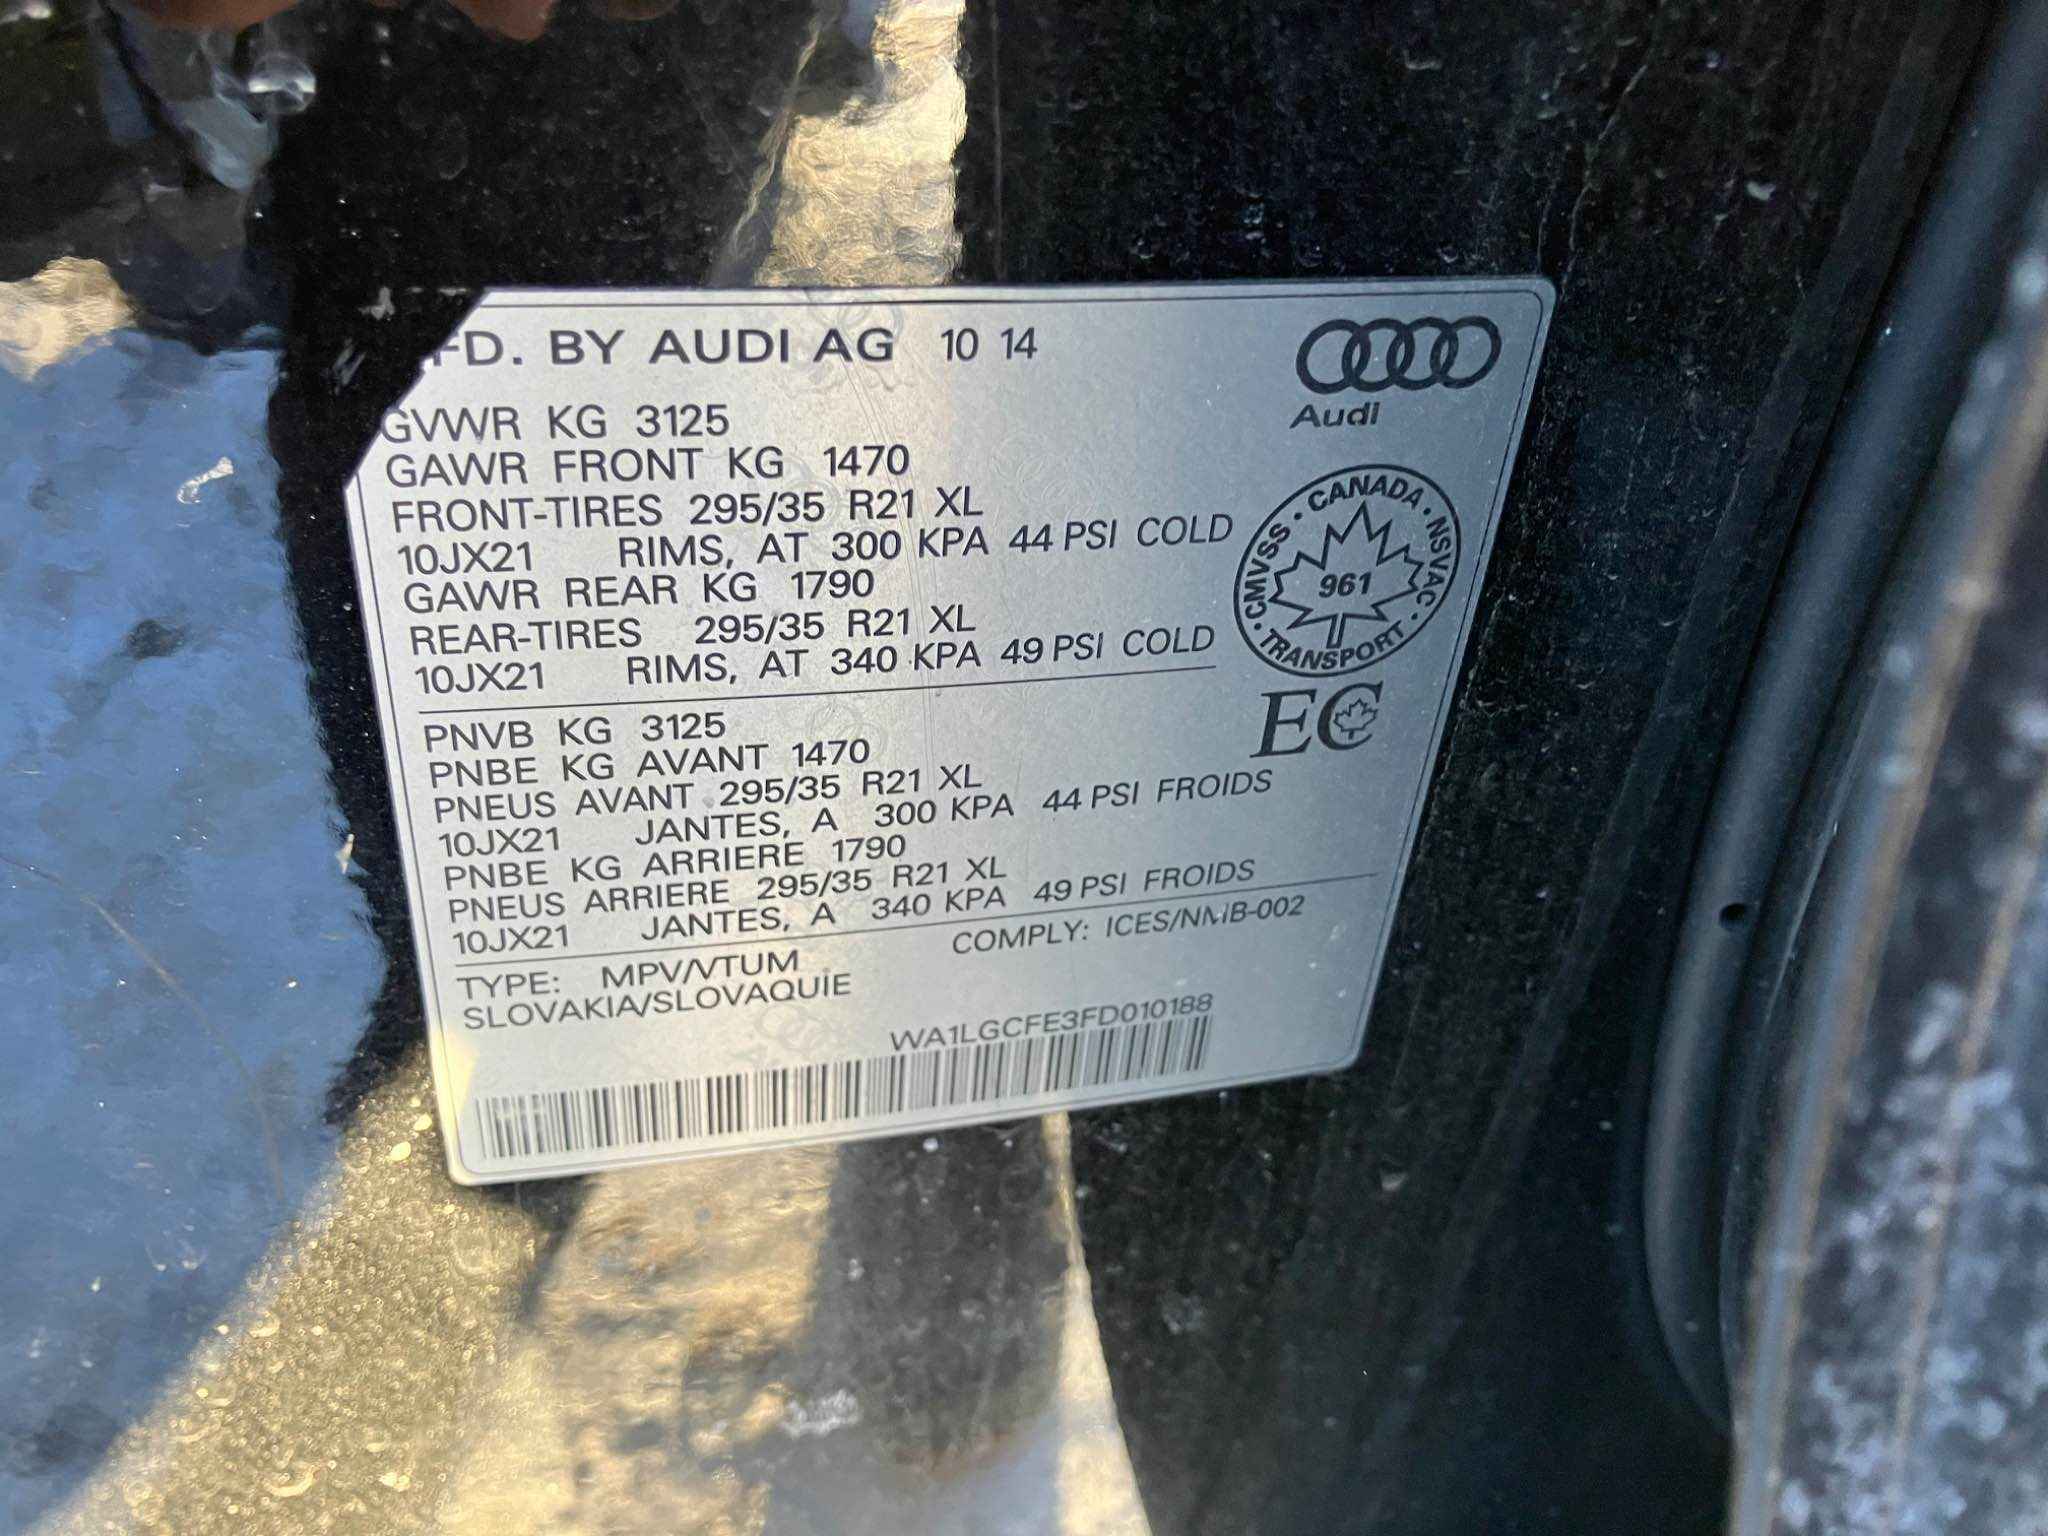 FD. BY AUDI AG 10 14
Audi
GVWR KG 3125
GAWR FRONT KG 1470
FRONT-TIRES 295/35 R21 XL
10JX21 RIMS, AT 300 KPA 44 PSI COLD
GAWR REAR KG 1790
REAR-TIRES 295/35 R21 XL
10JX21 RIMS, AT 340 KPA 49 PSI COLD
CMVSS · CANADA · NSVAC · TRANSPORT ·
961
EC
PNVB KG 3125
PNBE KG AVANT 1470
PNEUS AVANT 295/35 R21 XL
10JX21 JANTES, A 300 KPA 44 PSI FROIDS
PNBE KG ARRIERE 1790
PNEUS ARRIERE 295/35 R21 XL
10JX21 JANTES, A 340 KPA 49 PSI FROIDS
TYPE: MPV/VTUM COMPLY: ICES/NMB-002
SLOVAKIA/SLOVAQUIE
WA1LGCFE3FD010188